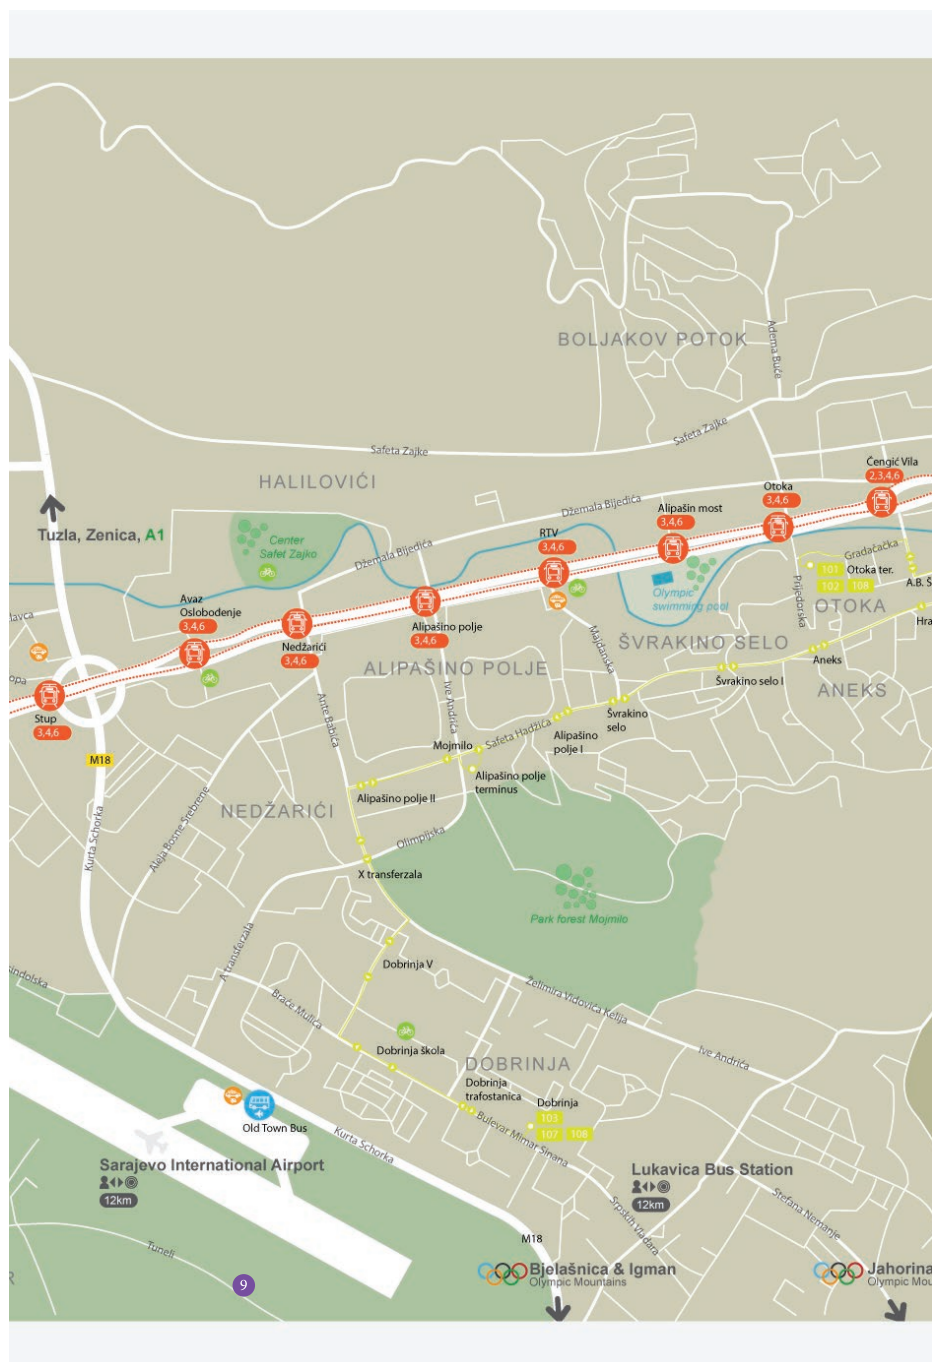 BOLJAKOV POTOK
Adema Buće
Safeta Zajke
Safeta Zajke
Čengić Vila
2,3,4,6
HALILOVIĆI
Otoka
3,4,6
Džemala Bijedića
Alipašin most
3,4,6
Tuzla, Zenica, A1
Center
Safet Zajko
RTV
3,4,6
Džemala Bijedića
Gradačačka
101
Otoka ter.
102
108
A.B. Š
Olympic
swimming pool
Prijedorska
OTOKA
Avaz
Oslobođenje
3,4,6
Hra
Alipašino polje
3,4,6
Nedžarići
3,4,6
Majdanska
ŠVRAKINO SELO
Aneks
ALIPAŠINO POLJE
Švrakino selo I
ANEKS
Stup
3,4,6
Ante Babića
Ive Andrića
Švrakino
selo
Safeta Hadžića
Alipašino
polje I
Mojmilo
M18
Alipašino polje
terminus
Alipašino polje II
NEDŽARIĆI
Kurta Schorka
Aleja Bosne Srebrene
Olimpijska
X transferzala
Park forest Mojmilo
A transferzala
Dobrinja V
Želimira Vidovića Kelija
Braće Mulića
Dobrinja škola
Ive Andrića
DOBRINJA
Dobrinja
trafostanica
Dobrinja
103
107
108
Old Town Bus
Bulevar Mimar Sinana
Kurta Schorka
Sarajevo International Airport
12km
Lukavica Bus Station
12km
Stefana Nemanje
Srpskih Vladara
Tuneli
M18
9
Bjelašnica & Igman
Olympic Mountains
Jahorina
Olympic Mou